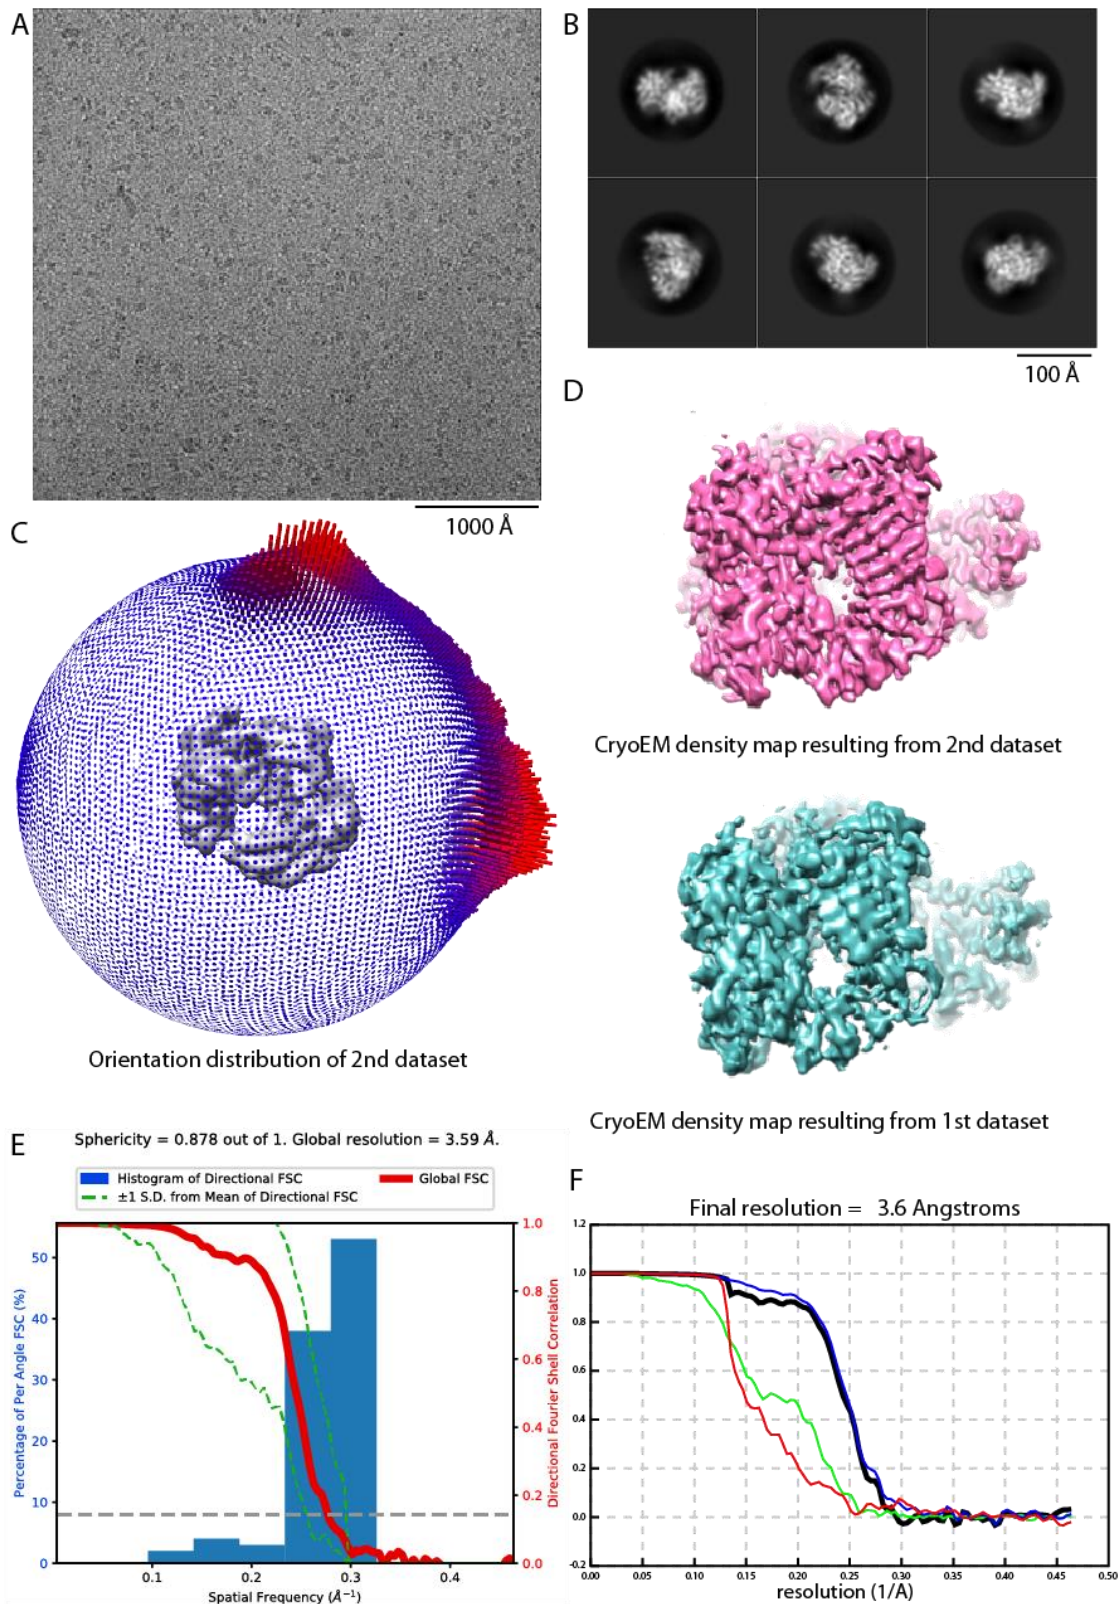 A
B
1000 Å
100 Å
C
D
CryoEM density map resulting from 2nd dataset
Orientation distribution of 2nd dataset
CryoEM density map resulting from 1st dataset
E
Sphericity = 0.878 out of 1. Global resolution = 3.59 Å.
Histogram of Directional FSC
Global FSC
±1 S.D. from Mean of Directional FSC
Percentage of Per Angle FSC (%)
50
40
30
20
10
0
0.1
0.2
0.3
0.4
Spatial Frequency (Å⁻¹)
1.0
0.8
0.6
0.4
0.2
0.0
Directional Fourier Shell Correlation
F
Final resolution = 3.6 Angstroms
1.2
1.0
0.8
0.6
0.4
0.2
0.0
-0.2
0.00
0.05
0.10
0.15
0.20
0.25
0.30
0.35
0.40
0.45
0.50
resolution (1/A)